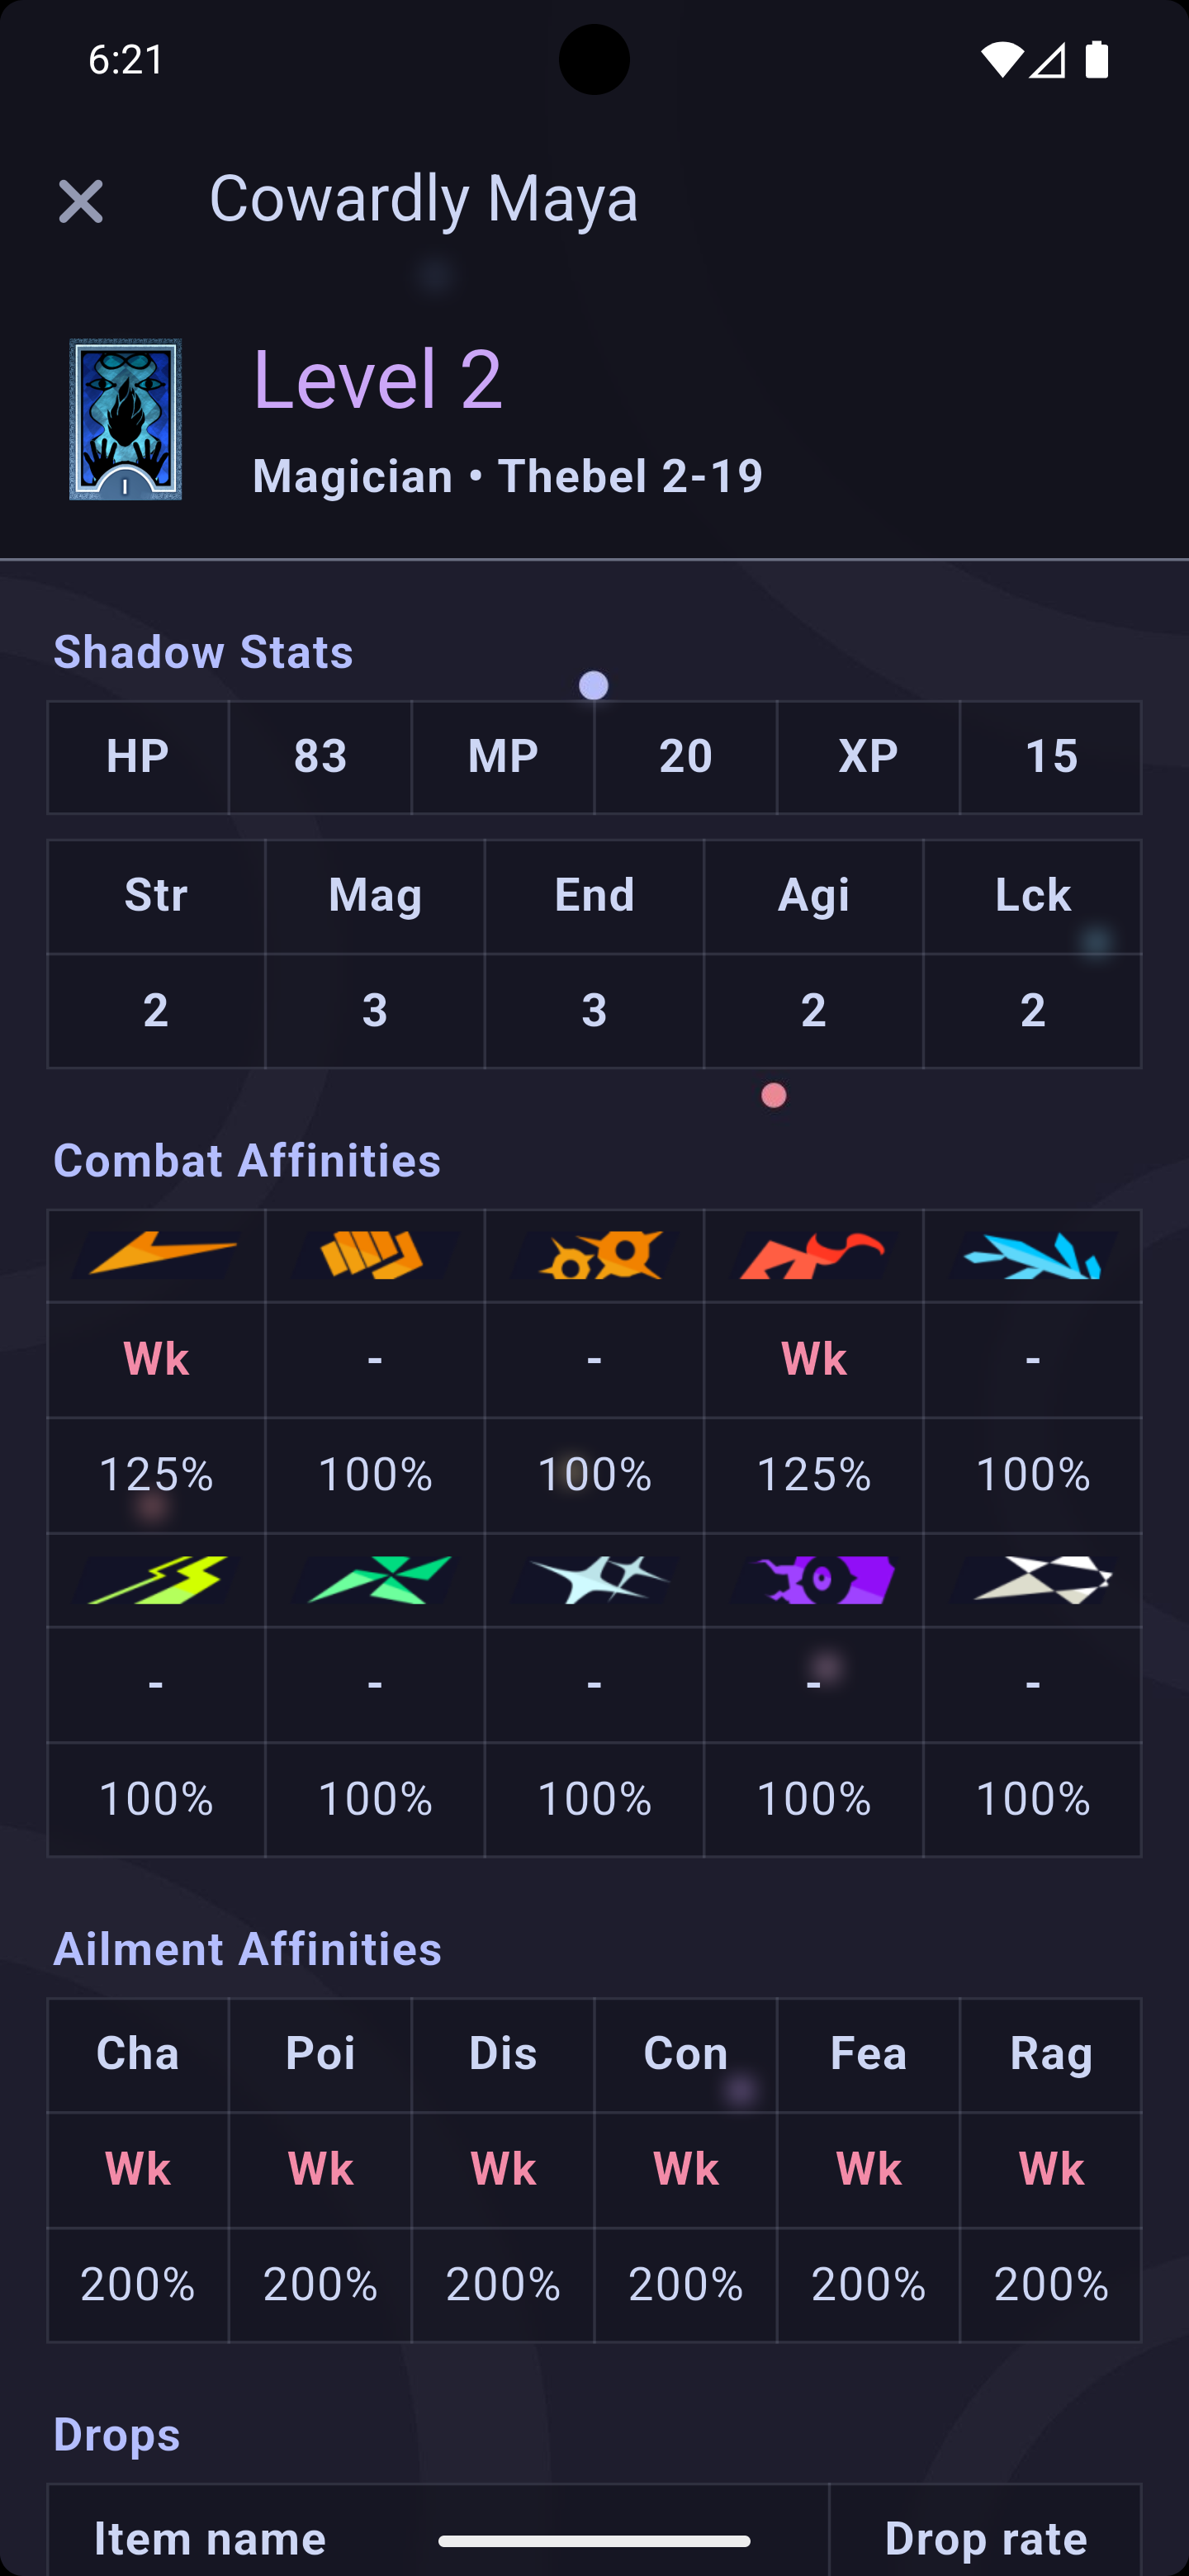 6:21
Cowardly Maya
I
Level 2
Magician • Thebel 2-19
Shadow Stats
HP 83 MP 20 XP 15
Str Mag End Agi Lck
2 3 3 2 2
Combat Affinities
Wk - - Wk -
125% 100% 100% 125% 100%
- - - - -
100% 100% 100% 100% 100%
Ailment Affinities
Cha Poi Dis Con Fea Rag
Wk Wk Wk Wk Wk Wk
200% 200% 200% 200% 200% 200%
Drops
Item name Drop rate